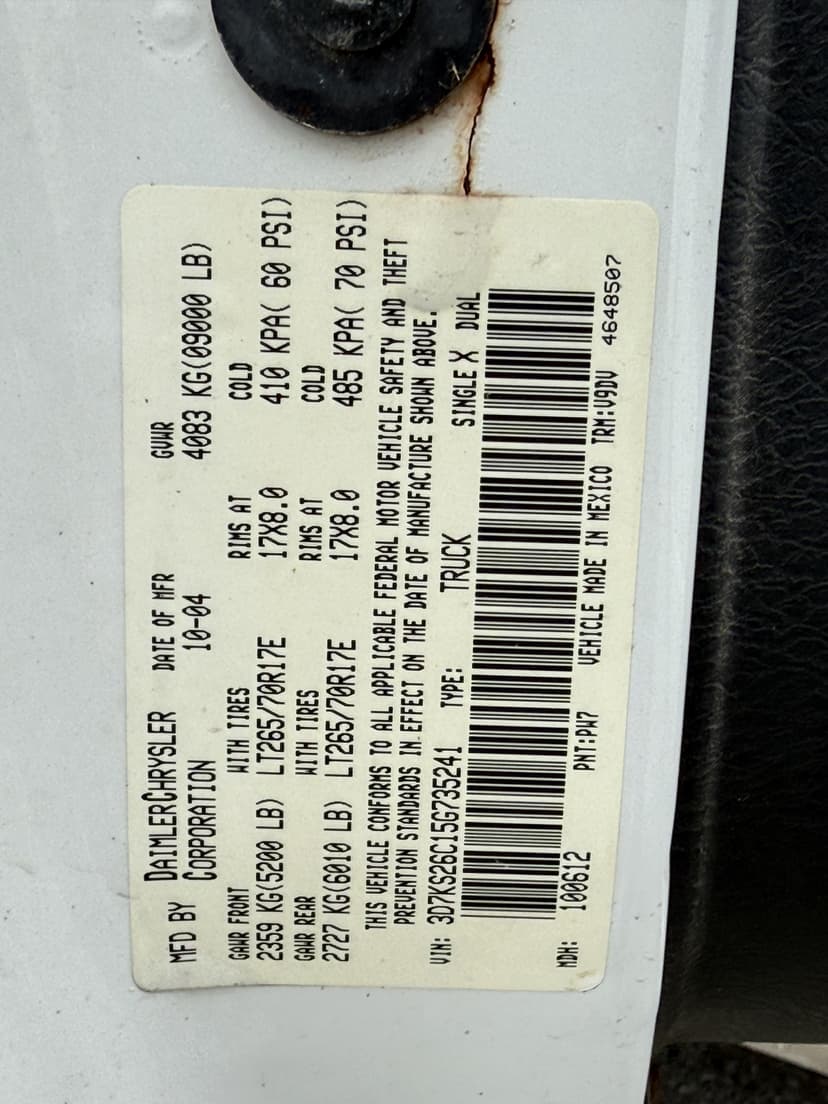 MFD BY DAIMLERCHRYSLER CORPORATION DATE OF MFR 10-04 GVWR 4083 KG(09000 LB)
GAWR FRONT WITH TIRES RIMS AT COLD
2359 KG(5200 LB) LT265/70R17E 17X8.0 410 KPA( 60 PSI)
GAWR REAR WITH TIRES RIMS AT COLD
2727 KG(6010 LB) LT265/70R17E 17X8.0 485 KPA( 70 PSI)
THIS VEHICLE CONFORMS TO ALL APPLICABLE FEDERAL MOTOR VEHICLE SAFETY AND THEFT
PREVENTION STANDARDS IN EFFECT ON THE DATE OF MANUFACTURE SHOWN ABOVE.
VIN: 3D7KS26C15G735241 TYPE: TRUCK SINGLE X DUAL
MDH: 100612 PNT:PW7 VEHICLE MADE IN MEXICO TRM:V9DV 4648507